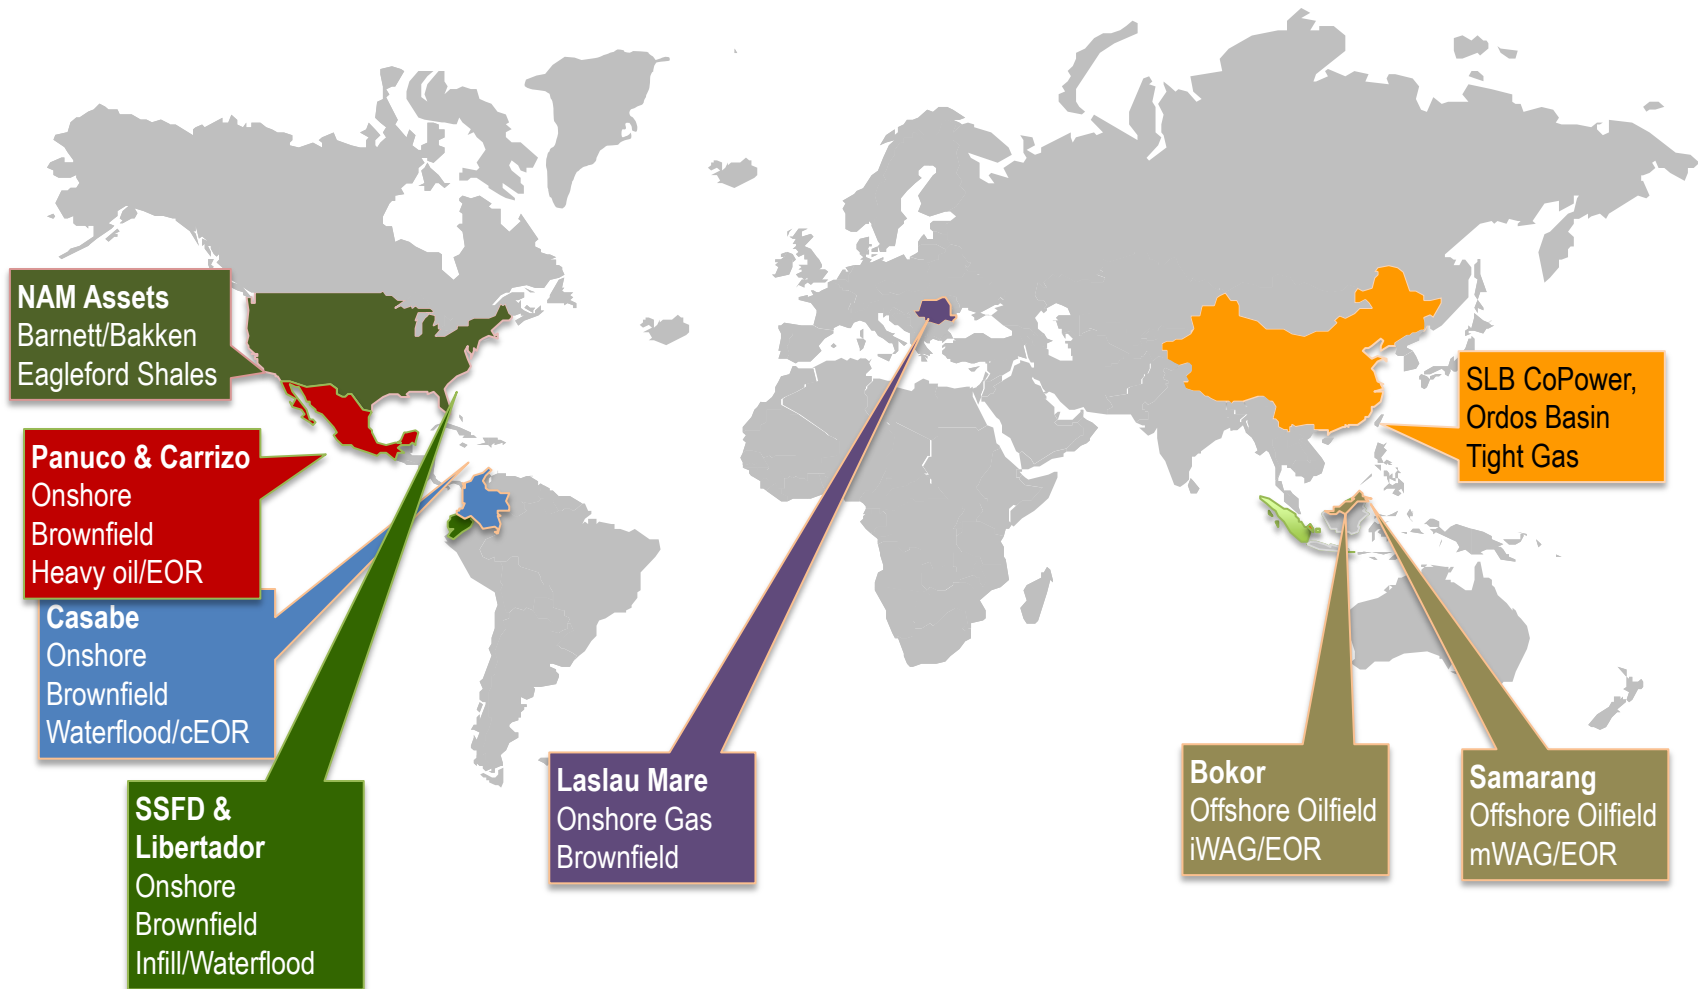 NAM Assets
Barnett/Bakken
Eagleford Shales
Panuco & Carrizo
Onshore
Brownfield
Heavy oil/EOR
Casabe
Onshore
Brownfield
Waterflood/cEOR
SSFD &
Libertador
Onshore
Brownfield
Infill/Waterflood
Laslau Mare
Onshore Gas
Brownfield
SLB CoPower,
Ordos Basin
Tight Gas
Bokor
Offshore Oilfield
iWAG/EOR
Samarang
Offshore Oilfield
mWAG/EOR